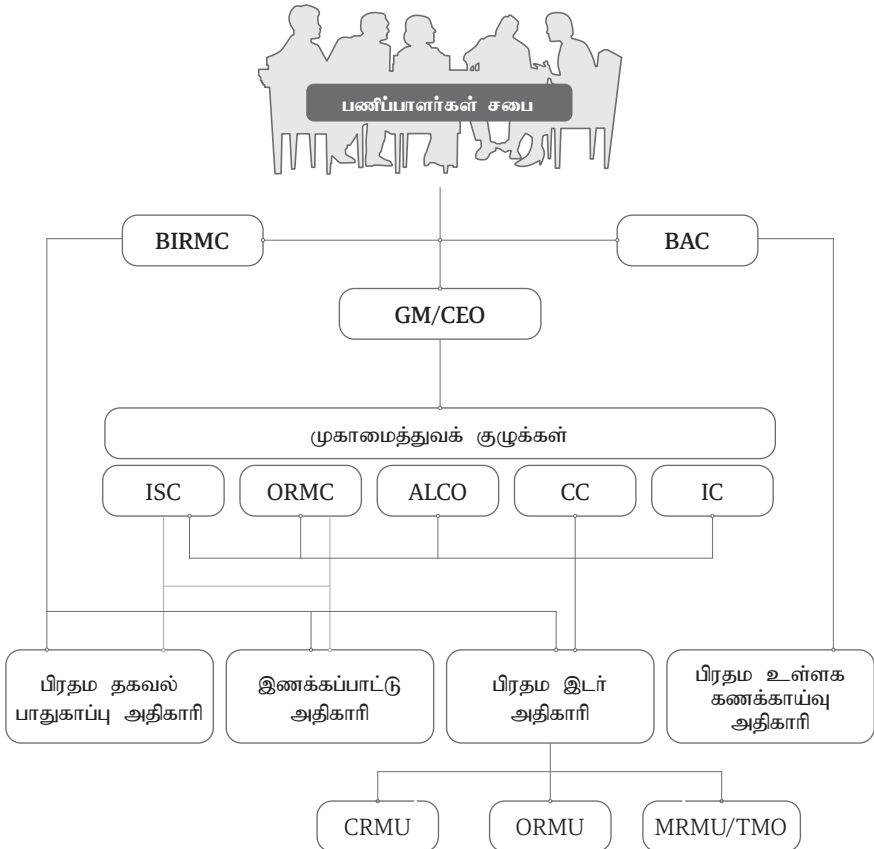 பணிப்பாளர்கள் சபை
BIRMC
BAC
GM/CEO
முகாமைத்துவக் குழுக்கள்
ISC
ORMC
ALCO
CC
IC
பிரதம தகவல்
பாதுகாப்பு அதிகாரி
இணக்கப்பாட்டு
அதிகாரி
பிரதம இடர்
அதிகாரி
பிரதம உள்ளக
கணக்காய்வு
அதிகாரி
CRMU
ORMU
MRMU/TMO